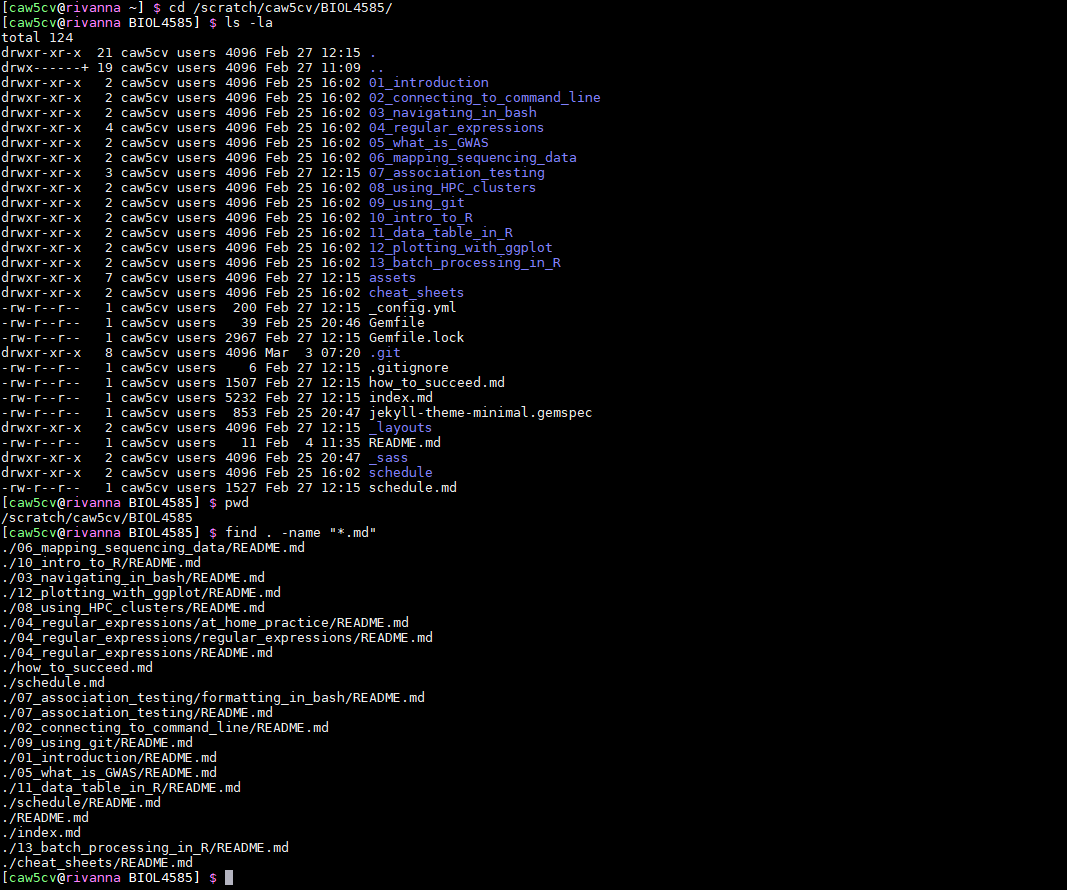 [caw5cv@rivanna ~] $ cd /scratch/caw5cv/BIOL4585/
[caw5cv@rivanna BIOL4585] $ ls -la
total 124
drwxr-xr-x  21 caw5cv users 4096 Feb 27 12:15 .
drwx------+ 19 caw5cv users 4096 Feb 27 11:09 ..
drwxr-xr-x   2 caw5cv users 4096 Feb 25 16:02 01_introduction
drwxr-xr-x   2 caw5cv users 4096 Feb 25 16:02 02_connecting_to_command_line
drwxr-xr-x   2 caw5cv users 4096 Feb 25 16:02 03_navigating_in_bash
drwxr-xr-x   4 caw5cv users 4096 Feb 25 16:02 04_regular_expressions
drwxr-xr-x   2 caw5cv users 4096 Feb 25 16:02 05_what_is_GWAS
drwxr-xr-x   2 caw5cv users 4096 Feb 25 16:02 06_mapping_sequencing_data
drwxr-xr-x   3 caw5cv users 4096 Feb 27 12:15 07_association_testing
drwxr-xr-x   2 caw5cv users 4096 Feb 25 16:02 08_using_HPC_clusters
drwxr-xr-x   2 caw5cv users 4096 Feb 25 16:02 09_using_git
drwxr-xr-x   2 caw5cv users 4096 Feb 25 16:02 10_intro_to_R
drwxr-xr-x   2 caw5cv users 4096 Feb 25 16:02 11_data_table_in_R
drwxr-xr-x   2 caw5cv users 4096 Feb 25 16:02 12_plotting_with_ggplot
drwxr-xr-x   2 caw5cv users 4096 Feb 25 16:02 13_batch_processing_in_R
drwxr-xr-x   7 caw5cv users 4096 Feb 27 12:15 assets
drwxr-xr-x   2 caw5cv users 4096 Feb 25 16:02 cheat_sheets
-rw-r--r--   1 caw5cv users  200 Feb 27 12:15 _config.yml
-rw-r--r--   1 caw5cv users   39 Feb 25 20:46 Gemfile
-rw-r--r--   1 caw5cv users 2967 Feb 27 12:15 Gemfile.lock
drwxr-xr-x   8 caw5cv users 4096 Mar  3 07:20 .git
-rw-r--r--   1 caw5cv users    6 Feb 27 12:15 .gitignore
-rw-r--r--   1 caw5cv users 1507 Feb 27 12:15 how_to_succeed.md
-rw-r--r--   1 caw5cv users 5232 Feb 27 12:15 index.md
-rw-r--r--   1 caw5cv users  853 Feb 25 20:47 jekyll-theme-minimal.gemspec
drwxr-xr-x   2 caw5cv users 4096 Feb 27 12:15 _layouts
-rw-r--r--   1 caw5cv users   11 Feb  4 11:35 README.md
drwxr-xr-x   2 caw5cv users 4096 Feb 25 20:47 _sass
drwxr-xr-x   2 caw5cv users 4096 Feb 25 16:02 schedule
-rw-r--r--   1 caw5cv users 1527 Feb 27 12:15 schedule.md
[caw5cv@rivanna BIOL4585] $ pwd
/scratch/caw5cv/BIOL4585
[caw5cv@rivanna BIOL4585] $ find . -name "*.md"
./06_mapping_sequencing_data/README.md
./10_intro_to_R/README.md
./03_navigating_in_bash/README.md
./12_plotting_with_ggplot/README.md
./08_using_HPC_clusters/README.md
./04_regular_expressions/at_home_practice/README.md
./04_regular_expressions/regular_expressions/README.md
./04_regular_expressions/README.md
./how_to_succeed.md
./schedule.md
./07_association_testing/formatting_in_bash/README.md
./07_association_testing/README.md
./02_connecting_to_command_line/README.md
./09_using_git/README.md
./01_introduction/README.md
./05_what_is_GWAS/README.md
./11_data_table_in_R/README.md
./schedule/README.md
./README.md
./index.md
./13_batch_processing_in_R/README.md
./cheat_sheets/README.md
[caw5cv@rivanna BIOL4585] $